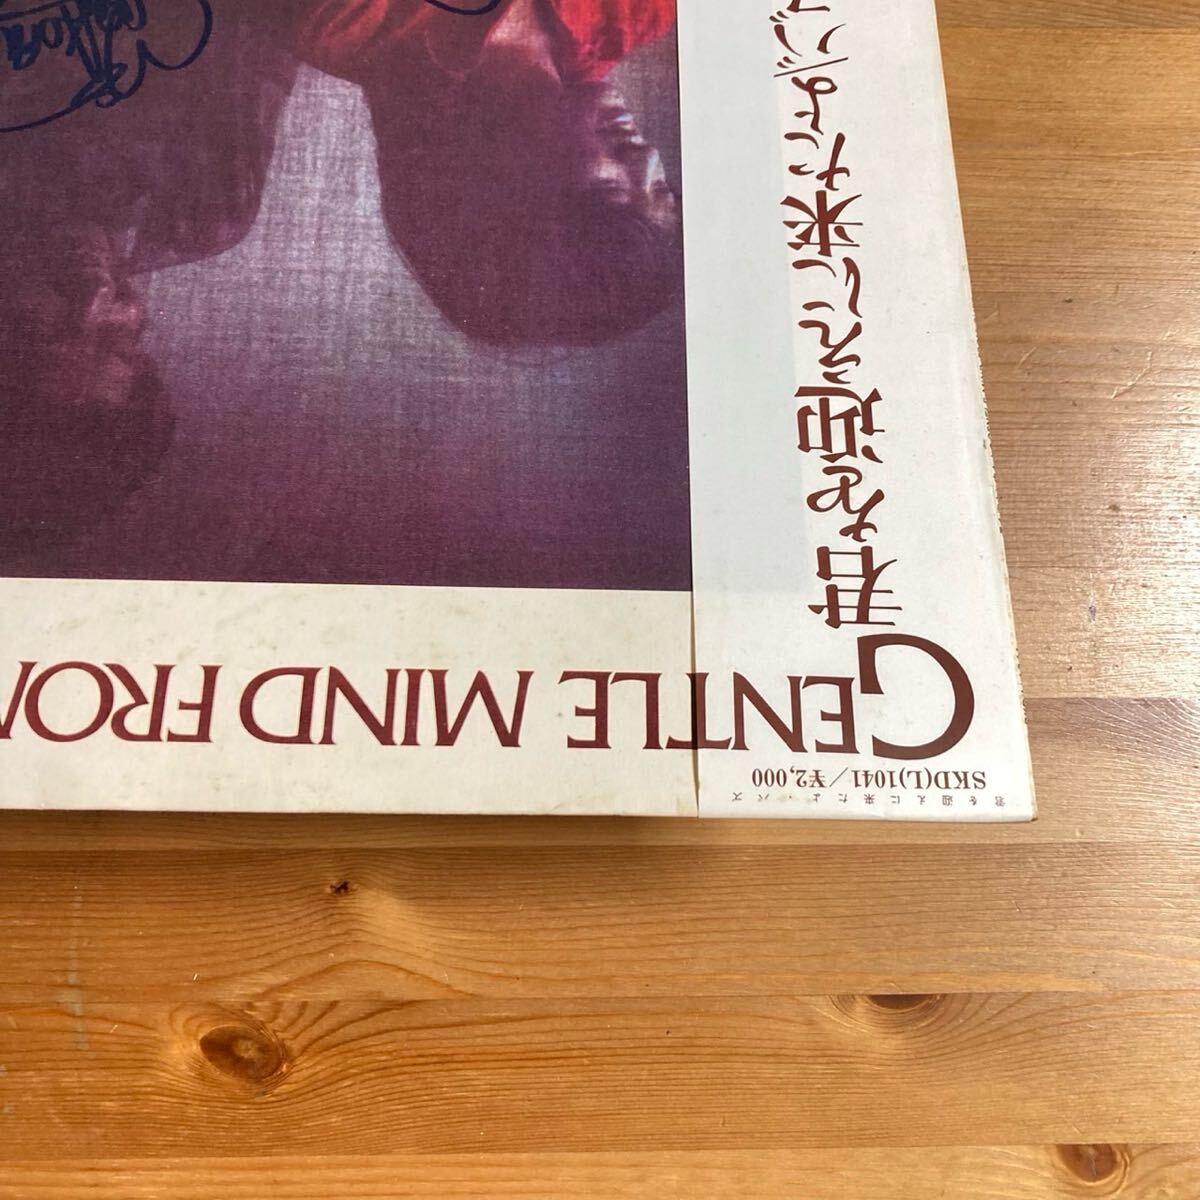 君を迎えに来たよ/バズ
GENTLE MIND FROM
SKD(L)1041/¥2,000
君を迎えに来たよ・バズ